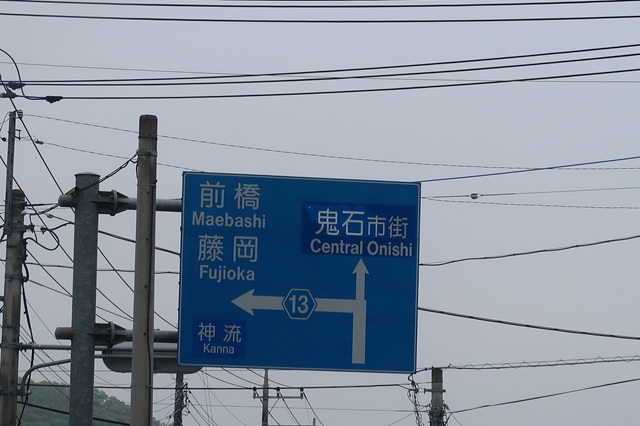 前橋
Maebashi
藤岡
Fujioka
鬼石市街
Central Onishi
13
神流
Kanna